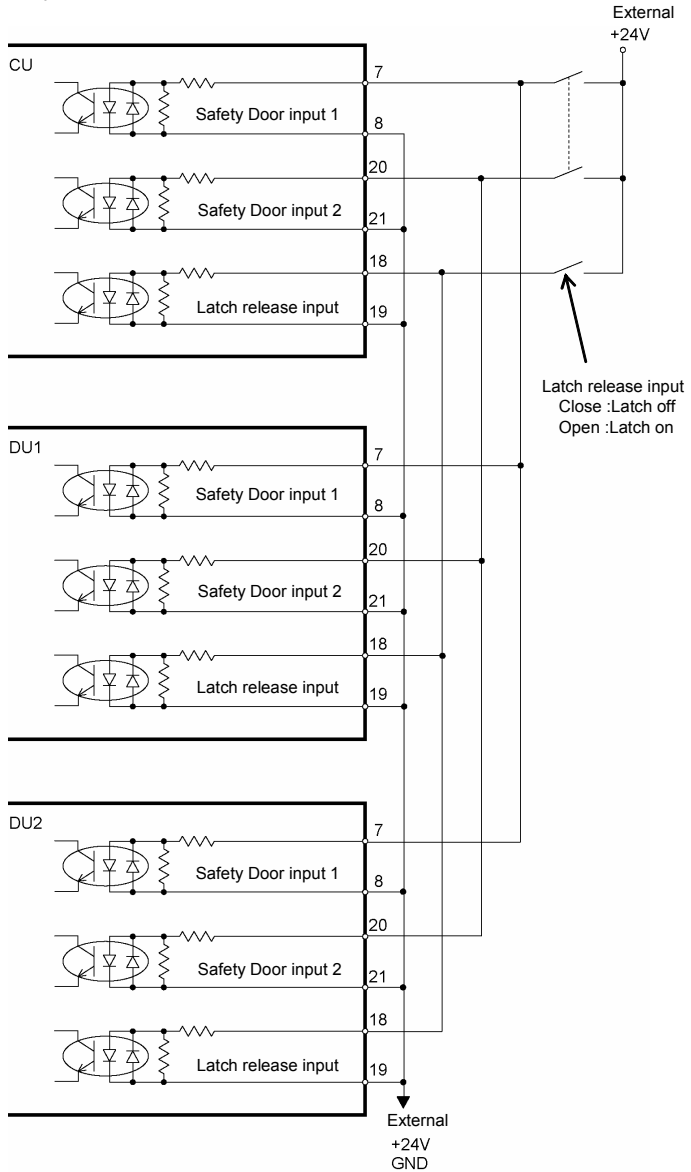 External
+24V
CU
7
Safety Door input 1
8
20
Safety Door input 2
21
18
Latch release input
19
Latch release input
Close :Latch off
Open :Latch on
DU1
7
Safety Door input 1
8
20
Safety Door input 2
21
18
Latch release input
19
DU2
7
Safety Door input 1
8
20
Safety Door input 2
21
18
Latch release input
19
External
+24V
GND